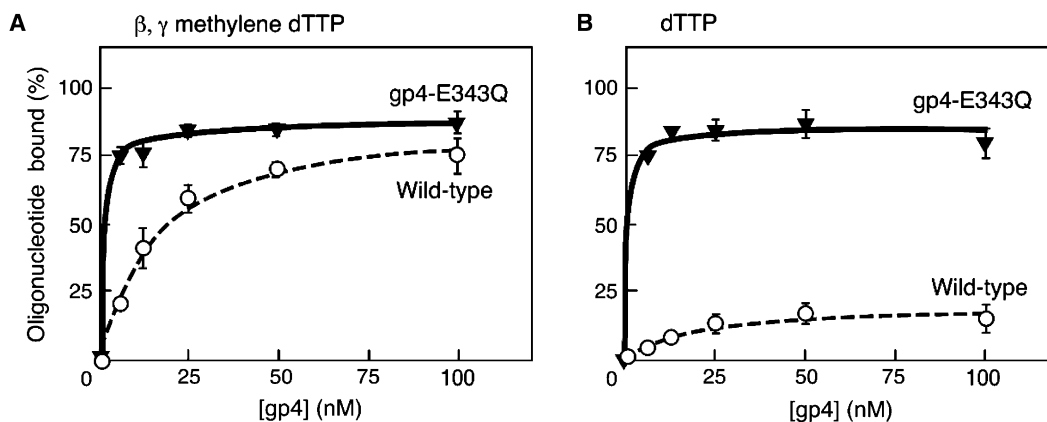 A
β, γ methylene dTTP
Oligonucleotide bound (%)
100
75
50
25
0
25
50
75
100
[gp4] (nM)
gp4-E343Q
Wild-type
B
dTTP
100
75
50
25
0
25
50
75
100
[gp4] (nM)
gp4-E343Q
Wild-type